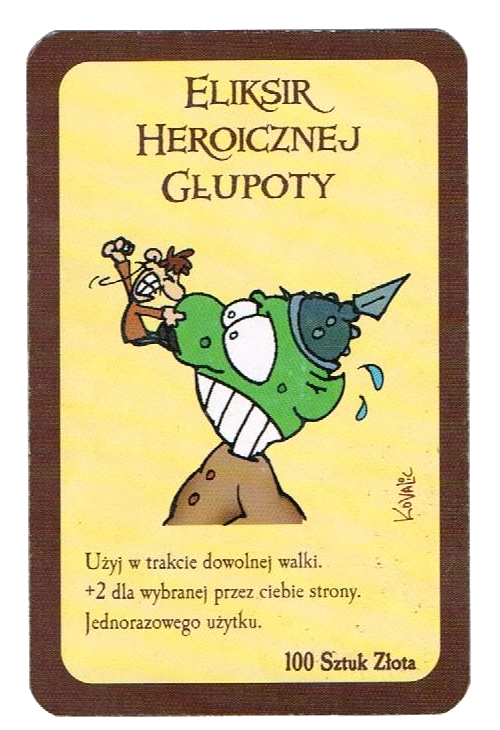 Eliksir
Heroicznej
Głupoty
Kovalic
Użyj w trakcie dowolnej walki.
+2 dla wybranej przez ciebie strony.
Jednorazowego użytku.
100 Sztuk Złota